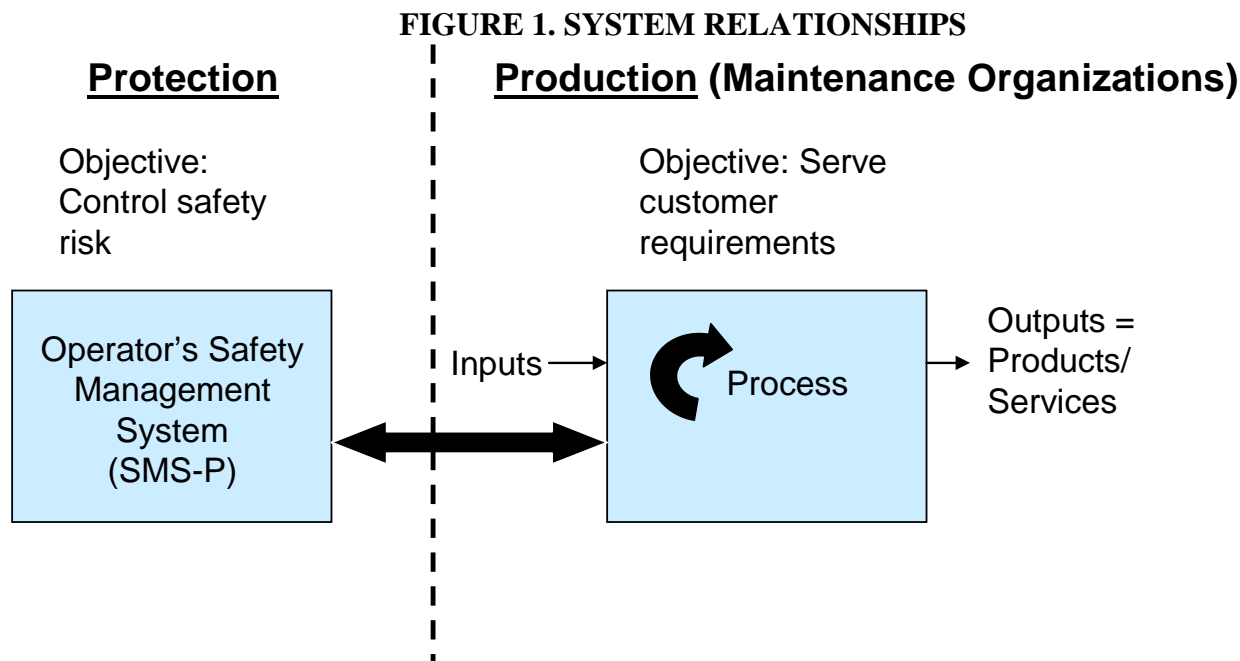 FIGURE 1. SYSTEM RELATIONSHIPS
Protection
Production (Maintenance Organizations)
Objective:
Control safety
risk
Objective: Serve
customer
requirements
Operator’s Safety
Management
System
(SMS-P)
Inputs
Process
Outputs =
Products/
Services